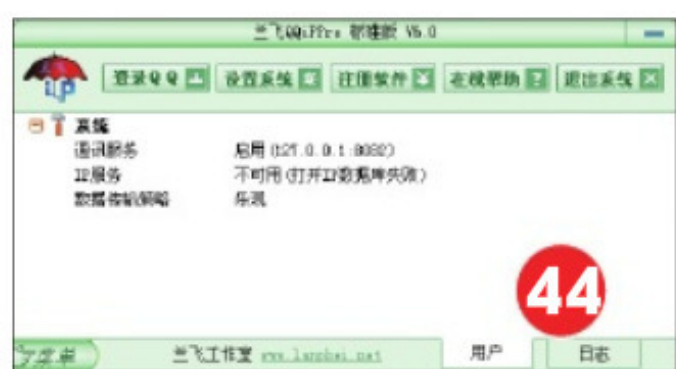 兰飞QQiPPro 标准版 V6.0
iP
登录QQ 设置系统 注册软件 在线帮助 退出系统
系统
通讯服务 启用 (127.0.0.1:8082)
IP服务 不可用 (打开IP数据库失败)
数据传输策略 乐观
44
菜单 兰飞工作室 用户 日志